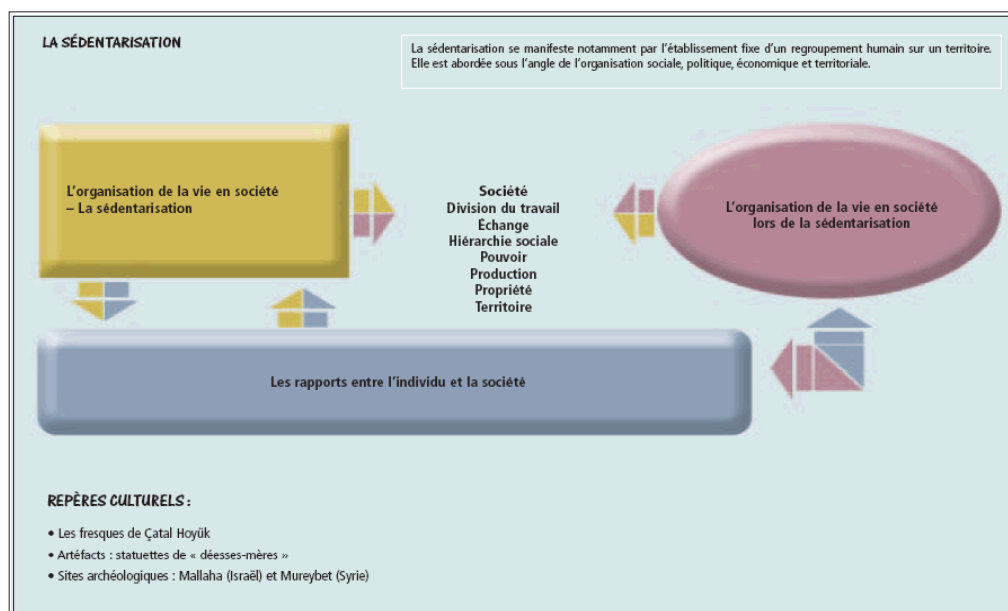 LA SÉDENTARISATION
La sédentarisation se manifeste notamment par l'établissement fixe d'un regroupement humain sur un territoire.
Elle est abordée sous l'angle de l'organisation sociale, politique, économique et territoriale.
L'organisation de la vie en société
– La sédentarisation
Société
Division du travail
Échange
Hiérarchie sociale
Pouvoir
Production
Propriété
Territoire
L'organisation de la vie en société
lors de la sédentarisation
Les rapports entre l'individu et la société
REPÈRES CULTURELS :
• Les fresques de Çatal Hoyük
• Artéfacts : statuettes de « déesses-mères »
• Sites archéologiques : Mallaha (Israël) et Mureybet (Syrie)